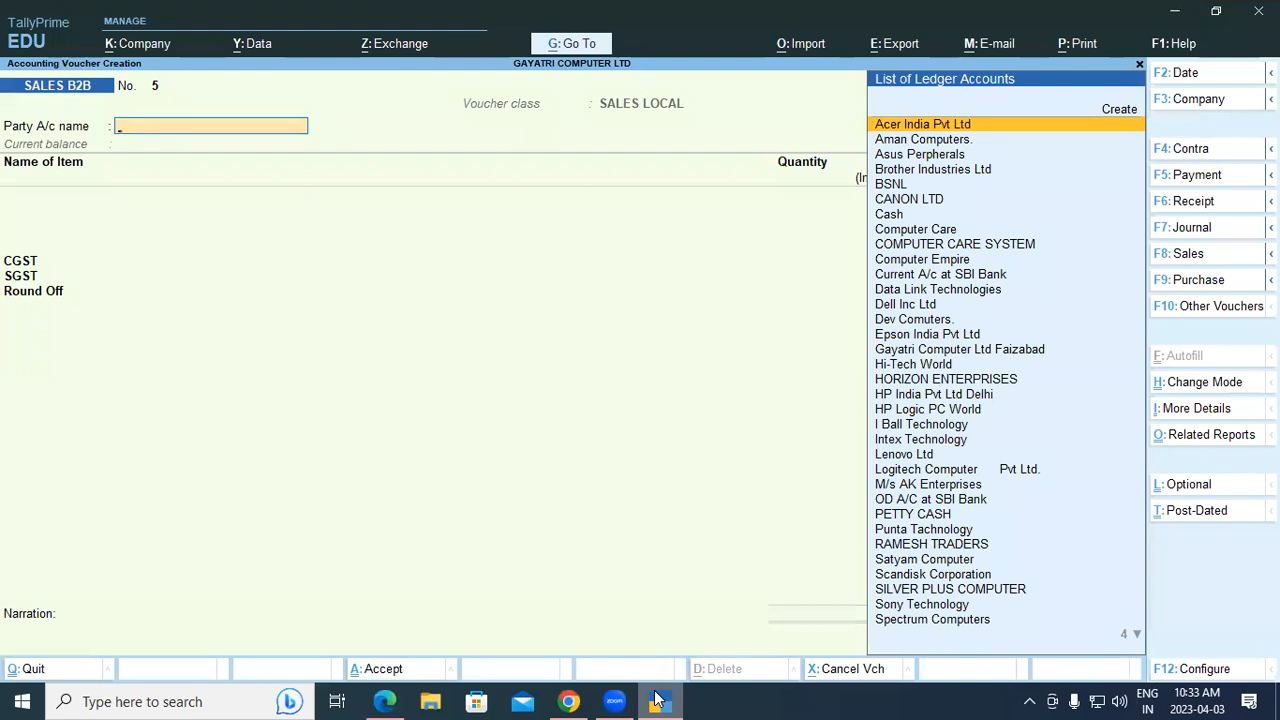 TallyPrime
EDU
MANAGE
K: Company
Y: Data
Z: Exchange
G: Go To
O: Import
E: Export
M: E-mail
P: Print
F1: Help
Accounting Voucher Creation
GAYATRI COMPUTER LTD
SALES B2B
No. 5
Voucher class : SALES LOCAL
Party A/c name :
Current balance :
Name of Item
Quantity
(In
CGST
SGST
Round Off
Narration:
List of Ledger Accounts
Create
Acer India Pvt Ltd
Aman Computers.
Asus Perpherals
Brother Industries Ltd
BSNL
CANON LTD
Cash
Computer Care
COMPUTER CARE SYSTEM
Computer Empire
Current A/c at SBI Bank
Data Link Technologies
Dell Inc Ltd
Dev Comuters.
Epson India Pvt Ltd
Gayatri Computer Ltd Faizabad
Hi-Tech World
HORIZON ENTERPRISES
HP India Pvt Ltd Delhi
HP Logic PC World
I Ball Technology
Intex Technology
Lenovo Ltd
Logitech Computer Pvt Ltd.
M/s AK Enterprises
OD A/C at SBI Bank
PETTY CASH
Punta Tachnology
RAMESH TRADERS
Satyam Computer
Scandisk Corporation
SILVER PLUS COMPUTER
Sony Technology
Spectrum Computers
4 ▼
F2: Date
F3: Company
F4: Contra
F5: Payment
F6: Receipt
F7: Journal
F8: Sales
F9: Purchase
F10: Other Vouchers
F: Autofill
H: Change Mode
I: More Details
O: Related Reports
L: Optional
T: Post-Dated
F12: Configure
Q: Quit
A: Accept
D: Delete
X: Cancel Vch
Type here to search
zoom
ENG
IN
10:33 AM
2023-04-03